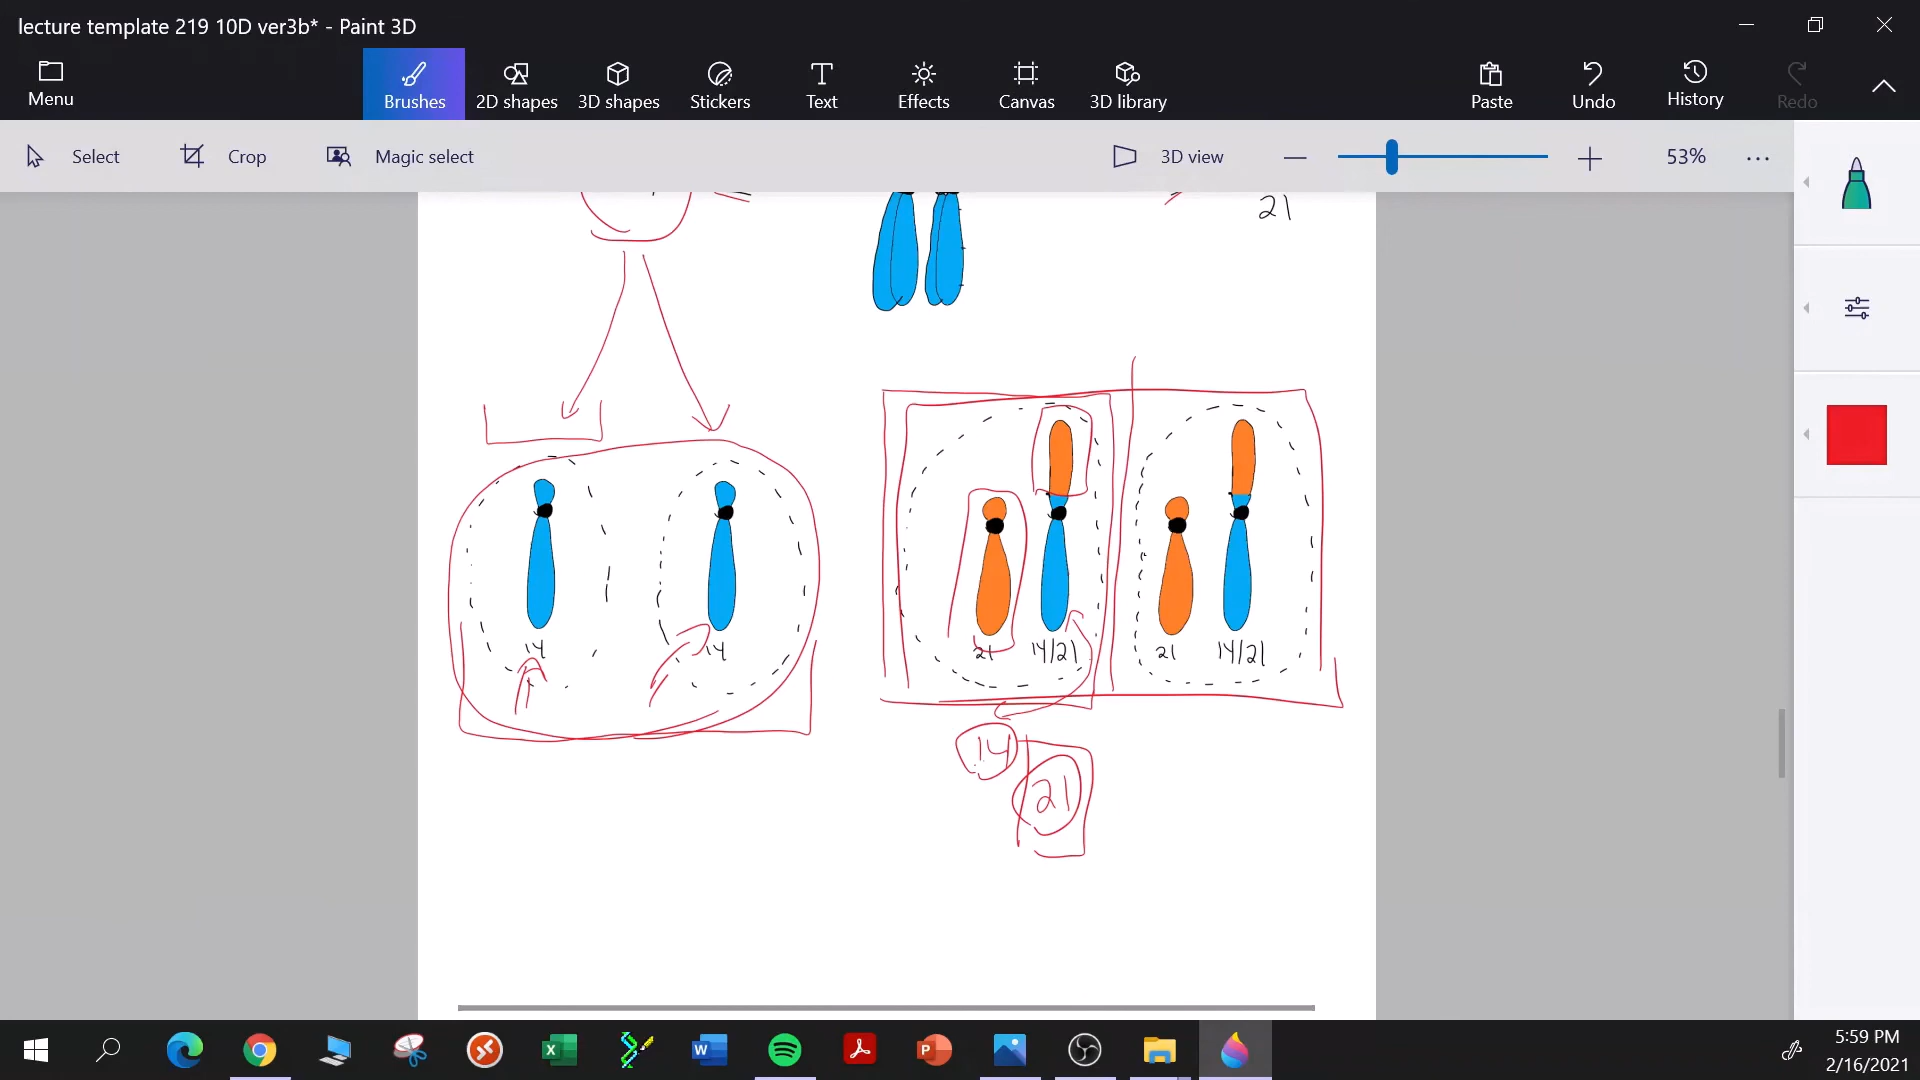 lecture template 219 10D ver3b* - Paint 3D
Menu
Brushes
2D shapes
3D shapes
Stickers
Text
Effects
Canvas
3D library
Paste
Undo
History
Redo
Select
Crop
Magic select
3D view
53%
21
14
14
21
14/21
21
14/21
14
21
5:59 PM
2/16/2021